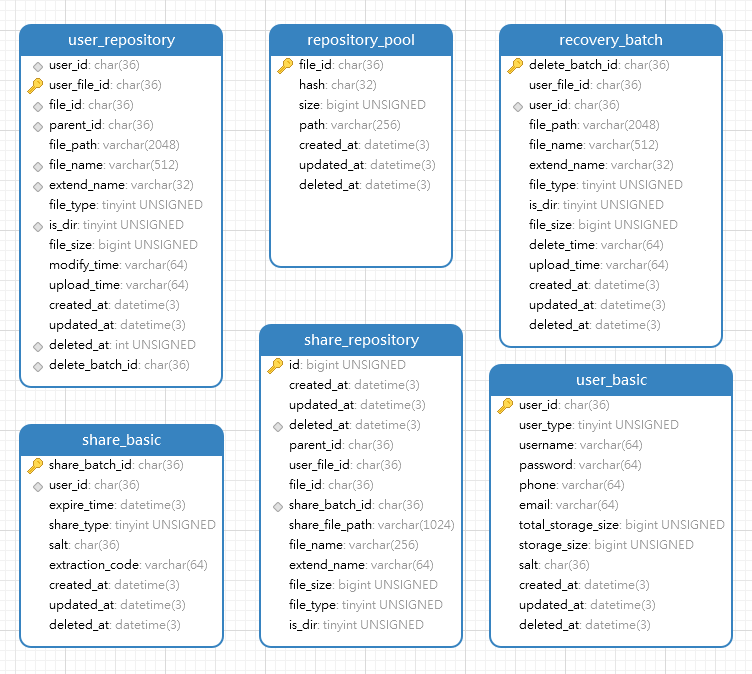 user_repository
user_id: char(36)
user_file_id: char(36)
file_id: char(36)
parent_id: char(36)
file_path: varchar(2048)
file_name: varchar(512)
extend_name: varchar(32)
file_type: tinyint UNSIGNED
is_dir: tinyint UNSIGNED
file_size: bigint UNSIGNED
modify_time: varchar(64)
upload_time: varchar(64)
created_at: datetime(3)
updated_at: datetime(3)
deleted_at: int UNSIGNED
delete_batch_id: char(36)
repository_pool
file_id: char(36)
hash: char(32)
size: bigint UNSIGNED
path: varchar(256)
created_at: datetime(3)
updated_at: datetime(3)
deleted_at: datetime(3)
recovery_batch
delete_batch_id: char(36)
user_file_id: char(36)
user_id: char(36)
file_path: varchar(2048)
file_name: varchar(512)
extend_name: varchar(32)
file_type: tinyint UNSIGNED
is_dir: tinyint UNSIGNED
file_size: bigint UNSIGNED
delete_time: varchar(64)
upload_time: varchar(64)
created_at: datetime(3)
updated_at: datetime(3)
deleted_at: datetime(3)
share_basic
share_batch_id: char(36)
user_id: char(36)
expire_time: datetime(3)
share_type: tinyint UNSIGNED
salt: char(36)
extraction_code: varchar(64)
created_at: datetime(3)
updated_at: datetime(3)
deleted_at: datetime(3)
share_repository
id: bigint UNSIGNED
created_at: datetime(3)
updated_at: datetime(3)
deleted_at: datetime(3)
parent_id: char(36)
user_file_id: char(36)
file_id: char(36)
share_batch_id: char(36)
share_file_path: varchar(1024)
file_name: varchar(256)
extend_name: varchar(64)
file_size: bigint UNSIGNED
file_type: tinyint UNSIGNED
is_dir: tinyint UNSIGNED
user_basic
user_id: char(36)
user_type: tinyint UNSIGNED
username: varchar(64)
password: varchar(64)
phone: varchar(64)
email: varchar(64)
total_storage_size: bigint UNSIGNED
storage_size: bigint UNSIGNED
salt: char(36)
created_at: datetime(3)
updated_at: datetime(3)
deleted_at: datetime(3)